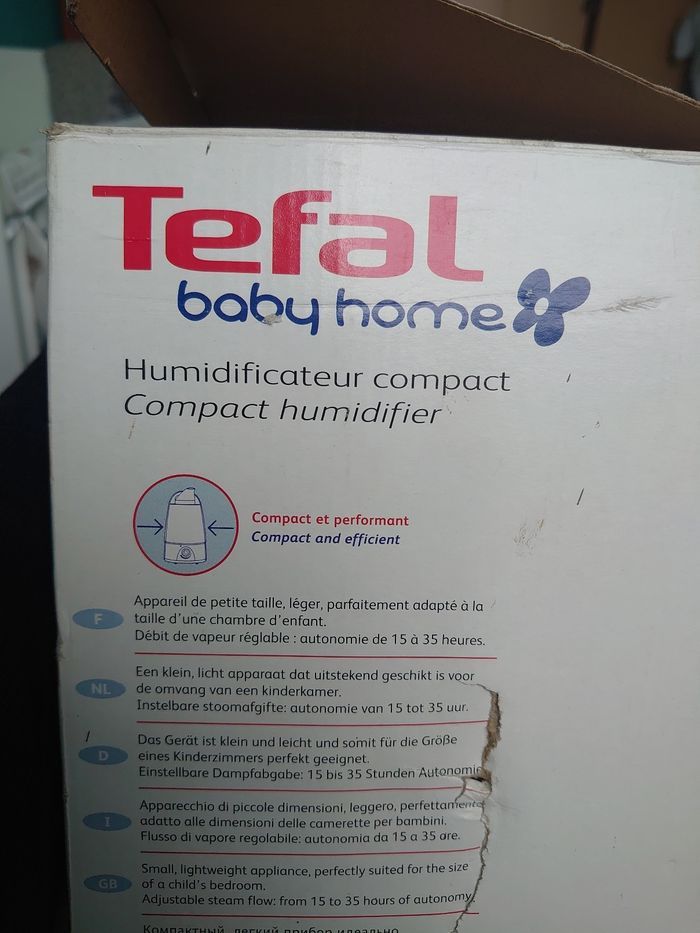 Tefal
baby home
Humidificateur compact
Compact humidifier
Compact et performant
Compact and efficient
F
Appareil de petite taille, léger, parfaitement adapté à la
taille d'une chambre d'enfant.
Débit de vapeur réglable : autonomie de 15 à 35 heures.
NL
Een klein, licht apparaat dat uitstekend geschikt is voor
de omvang van een kinderkamer.
Instelbare stoomafgifte: autonomie van 15 tot 35 uur.
D
Das Gerät ist klein und leicht und somit für die Größe
eines Kinderzimmers perfekt geeignet.
Einstellbare Dampfabgabe: 15 bis 35 Stunden Autonomie
I
Apparecchio di piccole dimensioni, leggero, perfettamente
adatto alle dimensioni delle camerette per bambini.
Flusso di vapore regolabile: autonomia da 15 a 35 ore.
GB
Small, lightweight appliance, perfectly suited for the size
of a child's bedroom.
Adjustable steam flow: from 15 to 35 hours of autonomy
Компактный, легкий прибор идеально